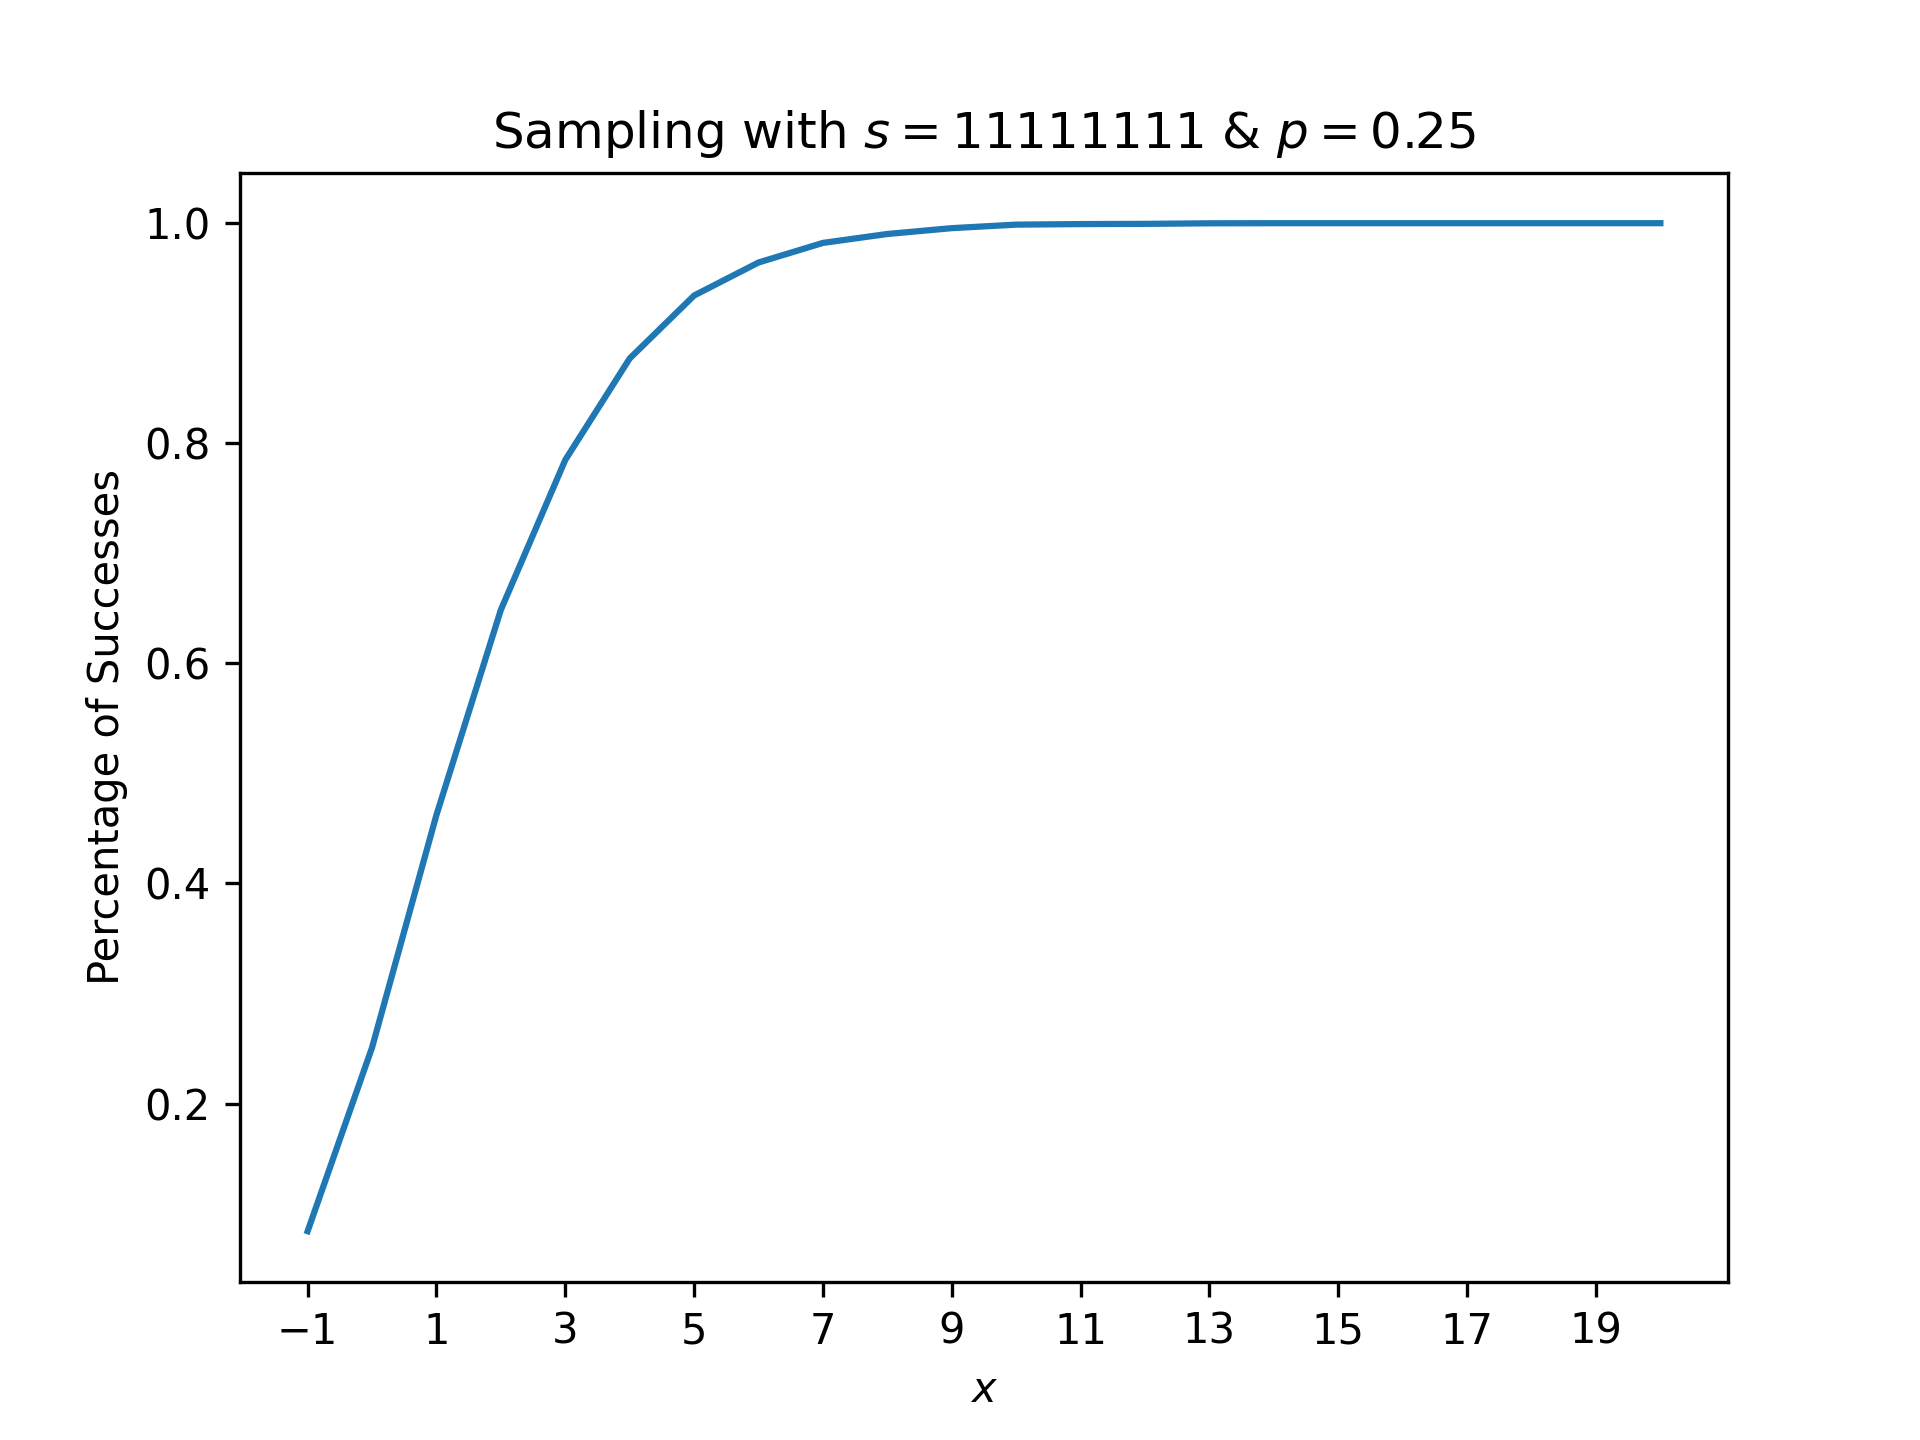 Sampling with s = 11111111 & p = 0.25
1.0
0.8
0.6
0.4
0.2
Percentage of Successes
−1 1 3 5 7 9 11 13 15 17 19
x